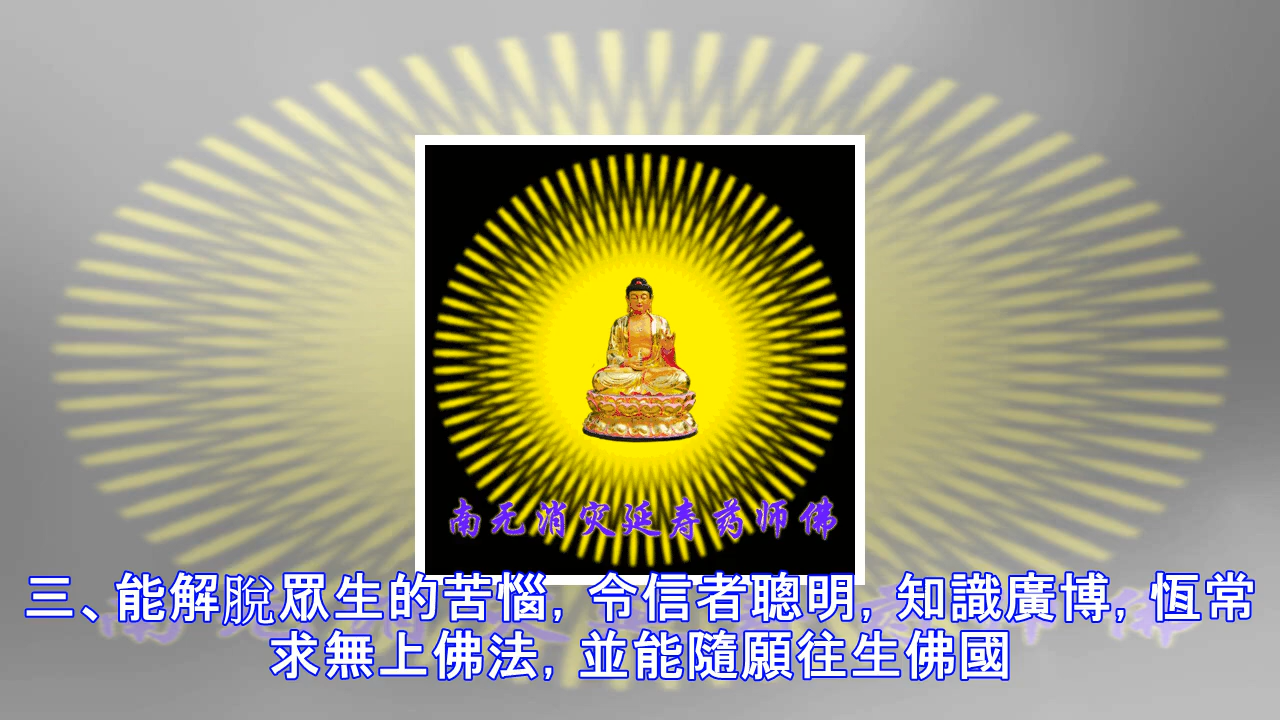 南无消灾延寿药师佛
三、能解脫眾生的苦惱, 令信者聰明, 知識廣博, 恆常
求無上佛法, 並能隨願往生佛國